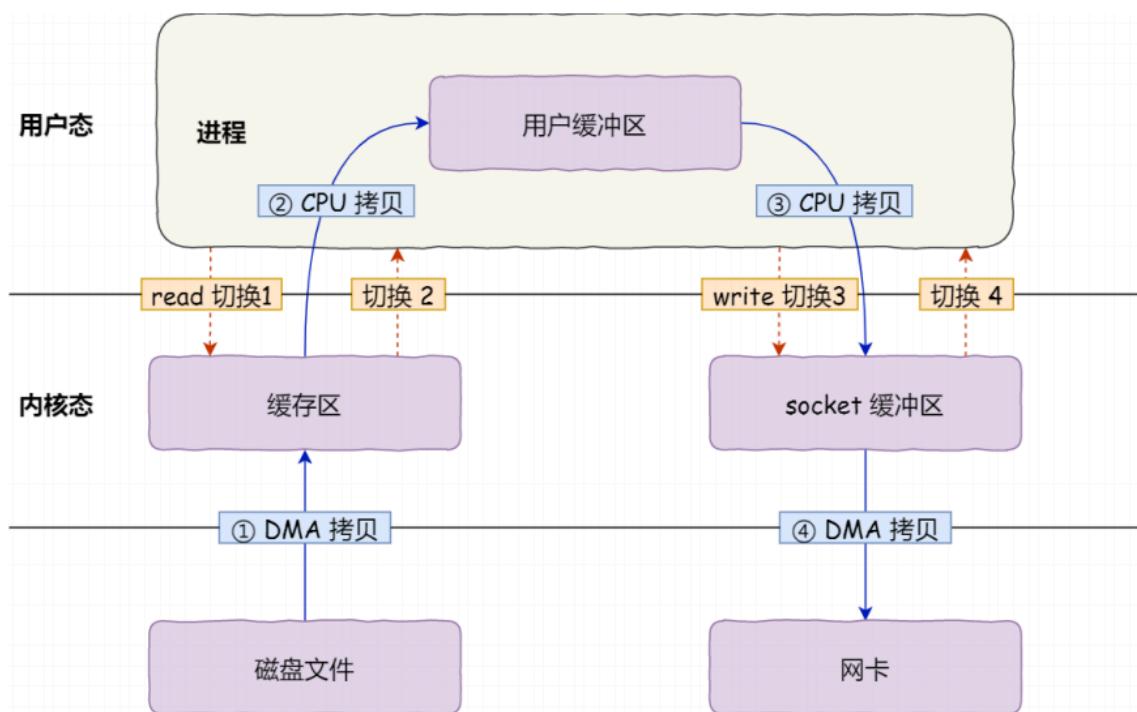 用户态
进程
用户缓冲区
② CPU 拷贝
③ CPU 拷贝
read 切换1
切换 2
write 切换3
切换 4
内核态
缓存区
socket 缓冲区
① DMA 拷贝
④ DMA 拷贝
磁盘文件
网卡